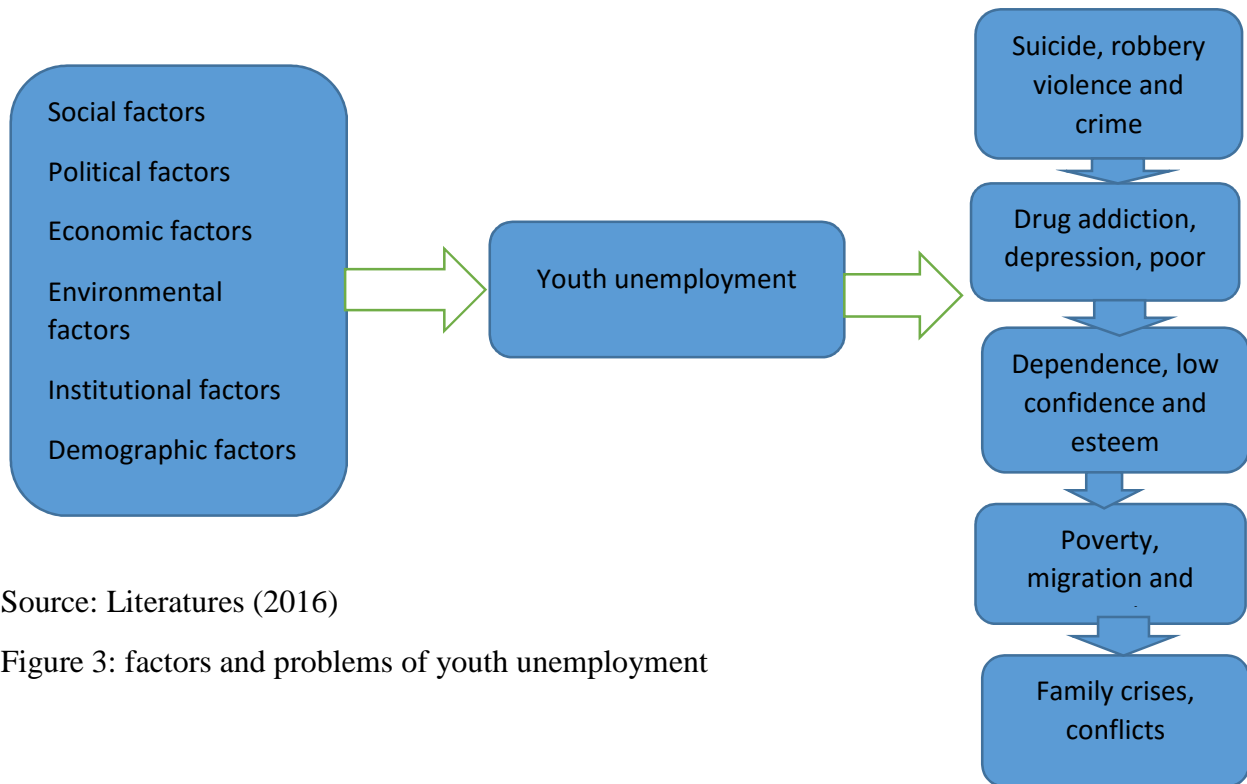 Social factors
Political factors
Economic factors
Environmental
factors
Institutional factors
Demographic factors
Youth unemployment
Suicide, robbery
violence and
crime
Drug addiction,
depression, poor
Dependence, low
confidence and
esteem
Poverty,
migration and
Family crises,
conflicts
Source: Literatures (2016)
Figure 3: factors and problems of youth unemployment